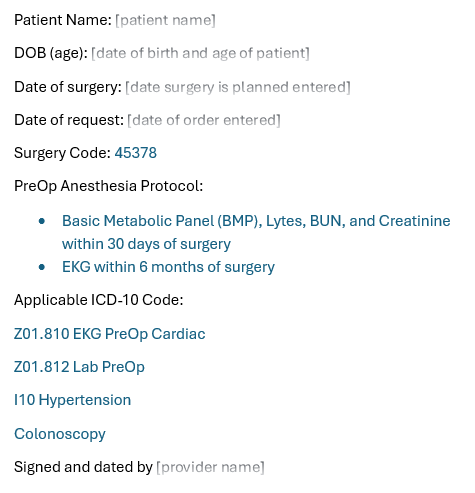 Patient Name: [patient name]
DOB (age): [date of birth and age of patient]
Date of surgery: [date surgery is planned entered]
Date of request: [date of order entered]
Surgery Code: 45378
PreOp Anesthesia Protocol:
• Basic Metabolic Panel (BMP), Lytes, BUN, and Creatinine
within 30 days of surgery
• EKG within 6 months of surgery
Applicable ICD-10 Code:
Z01.810 EKG PreOp Cardiac
Z01.812 Lab PreOp
I10 Hypertension
Colonoscopy
Signed and dated by [provider name]